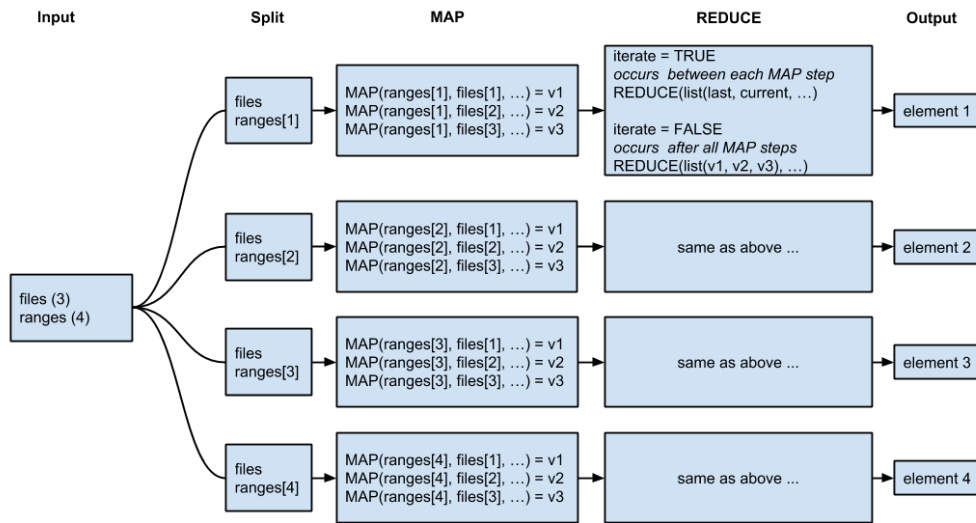 Input
Split
MAP
REDUCE
Output
files (3)
ranges (4)
files
ranges[1]
MAP(ranges[1], files[1], …) = v1
MAP(ranges[1], files[2], …) = v2
MAP(ranges[1], files[3], …) = v3
iterate = TRUE
occurs between each MAP step
REDUCE(list(last, current, …)
iterate = FALSE
occurs after all MAP steps
REDUCE(list(v1, v2, v3), …)
element 1
files
ranges[2]
MAP(ranges[2], files[1], …) = v1
MAP(ranges[2], files[2], …) = v2
MAP(ranges[2], files[3], …) = v3
same as above ...
element 2
files
ranges[3]
MAP(ranges[3], files[1], …) = v1
MAP(ranges[3], files[2], …) = v2
MAP(ranges[3], files[3], …) = v3
same as above ...
element 3
files
ranges[4]
MAP(ranges[4], files[1], …) = v1
MAP(ranges[4], files[2], …) = v2
MAP(ranges[4], files[3], …) = v3
same as above ...
element 4